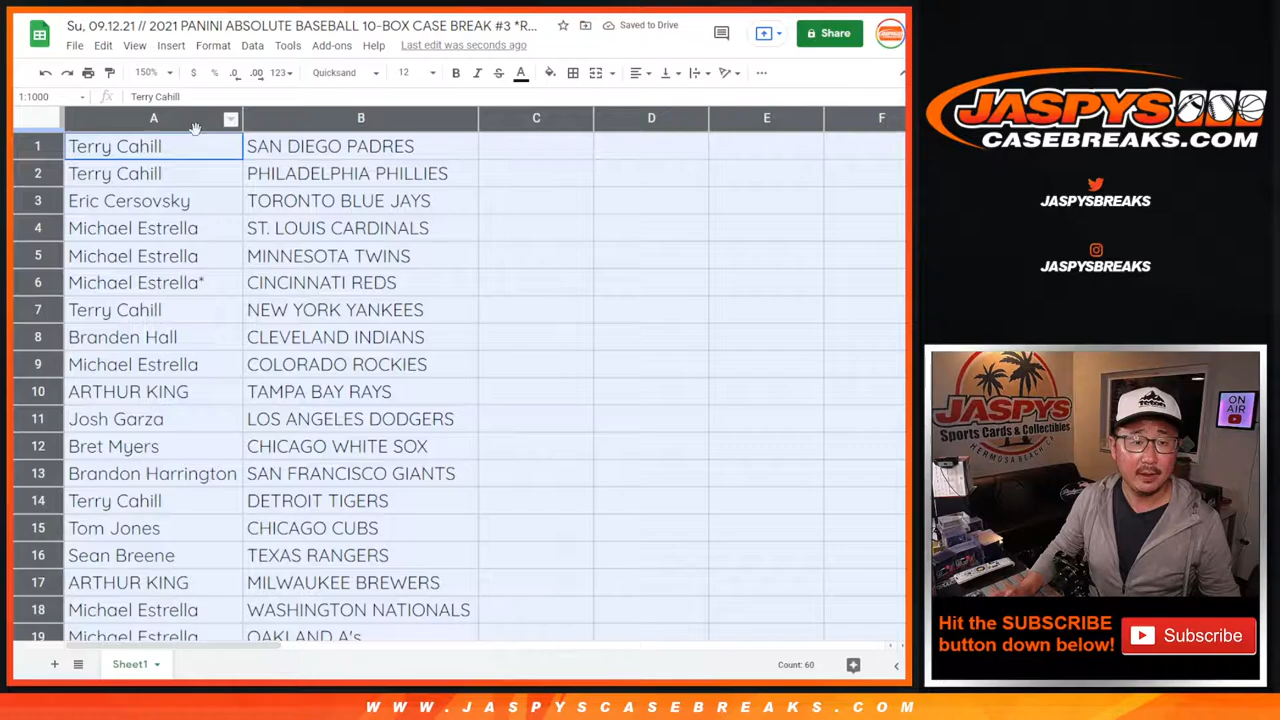 Su, 09.12.21 // 2021 PANINI ABSOLUTE BASEBALL 10-BOX CASE BREAK #3 *R...
Saved to Drive
Share
File Edit View Insert Format Data Tools Add-ons Help Last edit was seconds ago
150% $ % .0 .00 123 Quicksand 12 B I S A
1:1000 fx Terry Cahill
A B C D E F
1 Terry Cahill SAN DIEGO PADRES
2 Terry Cahill PHILADELPHIA PHILLIES
3 Eric Cersovsky TORONTO BLUE JAYS
4 Michael Estrella ST. LOUIS CARDINALS
5 Michael Estrella MINNESOTA TWINS
6 Michael Estrella* CINCINNATI REDS
7 Terry Cahill NEW YORK YANKEES
8 Branden Hall CLEVELAND INDIANS
9 Michael Estrella COLORADO ROCKIES
10 ARTHUR KING TAMPA BAY RAYS
11 Josh Garza LOS ANGELES DODGERS
12 Bret Myers CHICAGO WHITE SOX
13 Brandon Harrington SAN FRANCISCO GIANTS
14 Terry Cahill DETROIT TIGERS
15 Tom Jones CHICAGO CUBS
16 Sean Breene TEXAS RANGERS
17 ARTHUR KING MILWAUKEE BREWERS
18 Michael Estrella WASHINGTON NATIONALS
19 Michael Estrella OAKLAND A's
Sheet1
Count: 60
JASPYS
CASEBREAKS.COM
JASPYSBREAKS
JASPYSBREAKS
JASPYS
Sports Cards & Collectibles
HERMOSA BEACH, CA
ON
AIR
Hit the SUBSCRIBE
button down below!
Subscribe
WWW.JASPYSCASEBREAKS.COM